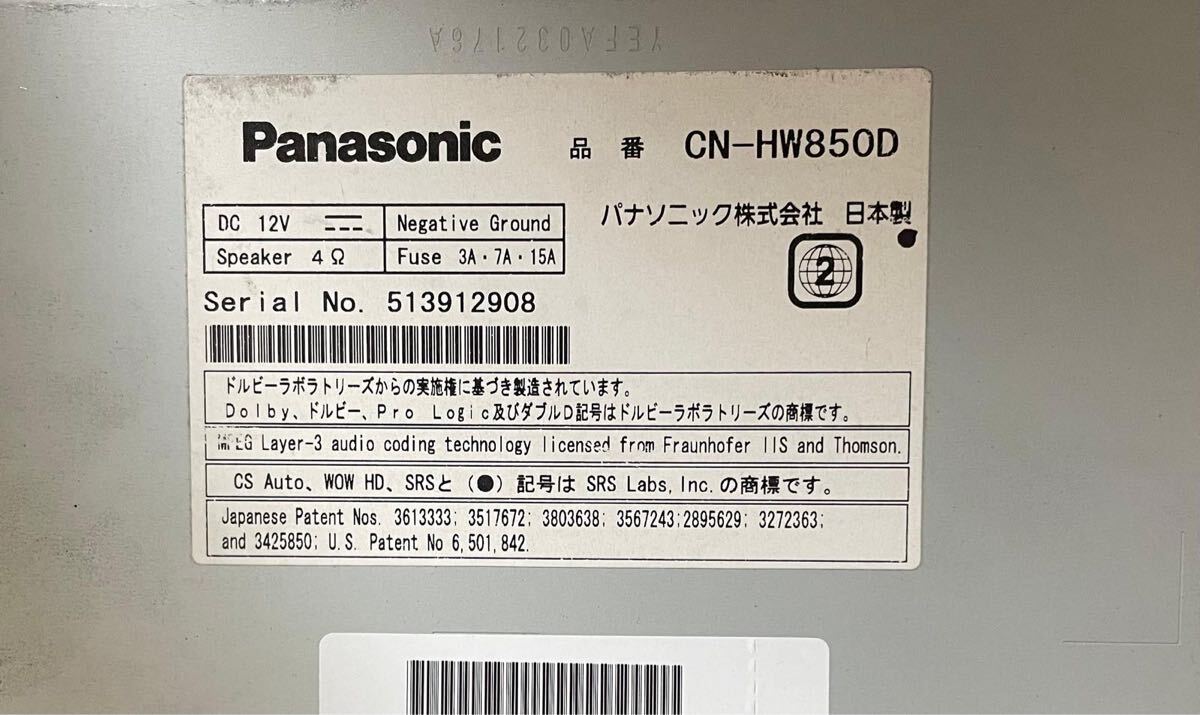 YEFA032176A
Panasonic 品番 CN-HW850D
パナソニック株式会社 日本製
DC 12V Negative Ground
Speaker 4Ω Fuse 3A・7A・15A
2
Serial No. 513912908
ドルビーラボラトリーズからの実施権に基づき製造されています。
Dolby、ドルビー、Pro Logic及びダブルD記号はドルビーラボラトリーズの商標です。
MPEG Layer-3 audio coding technology licensed from Fraunhofer IIS and Thomson.
CS Auto、WOW HD、SRSと（●）記号は SRS Labs,Inc.の商標です。
Japanese Patent Nos. 3613333; 3517672; 3803638; 3567243;2895629; 3272363;
and 3425850; U.S. Patent No 6,501,842.